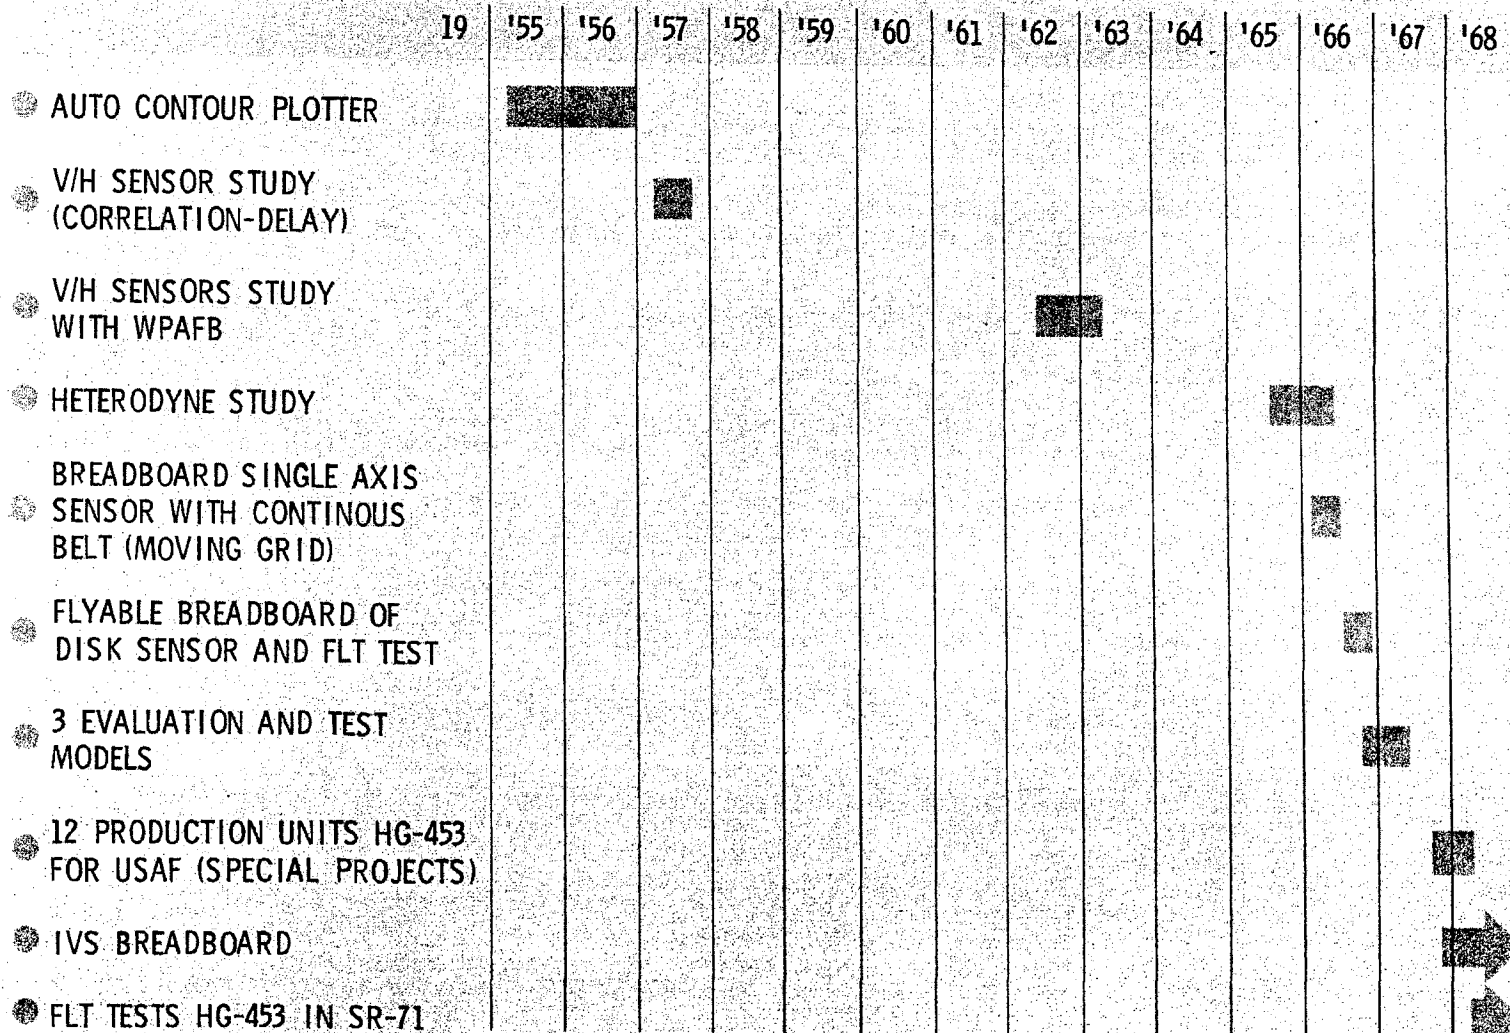 19 '55 '56 '57 '58 '59 '60 '61 '62 '63 '64 '65 '66 '67 '68
AUTO CONTOUR PLOTTER
V/H SENSOR STUDY
(CORRELATION-DELAY)
V/H SENSORS STUDY
WITH WPAFB
HETERODYNE STUDY
BREADBOARD SINGLE AXIS
SENSOR WITH CONTINOUS
BELT (MOVING GRID)
FLYABLE BREADBOARD OF
DISK SENSOR AND FLT TEST
3 EVALUATION AND TEST
MODELS
12 PRODUCTION UNITS HG-453
FOR USAF (SPECIAL PROJECTS)
IVS BREADBOARD
FLT TESTS HG-453 IN SR-71